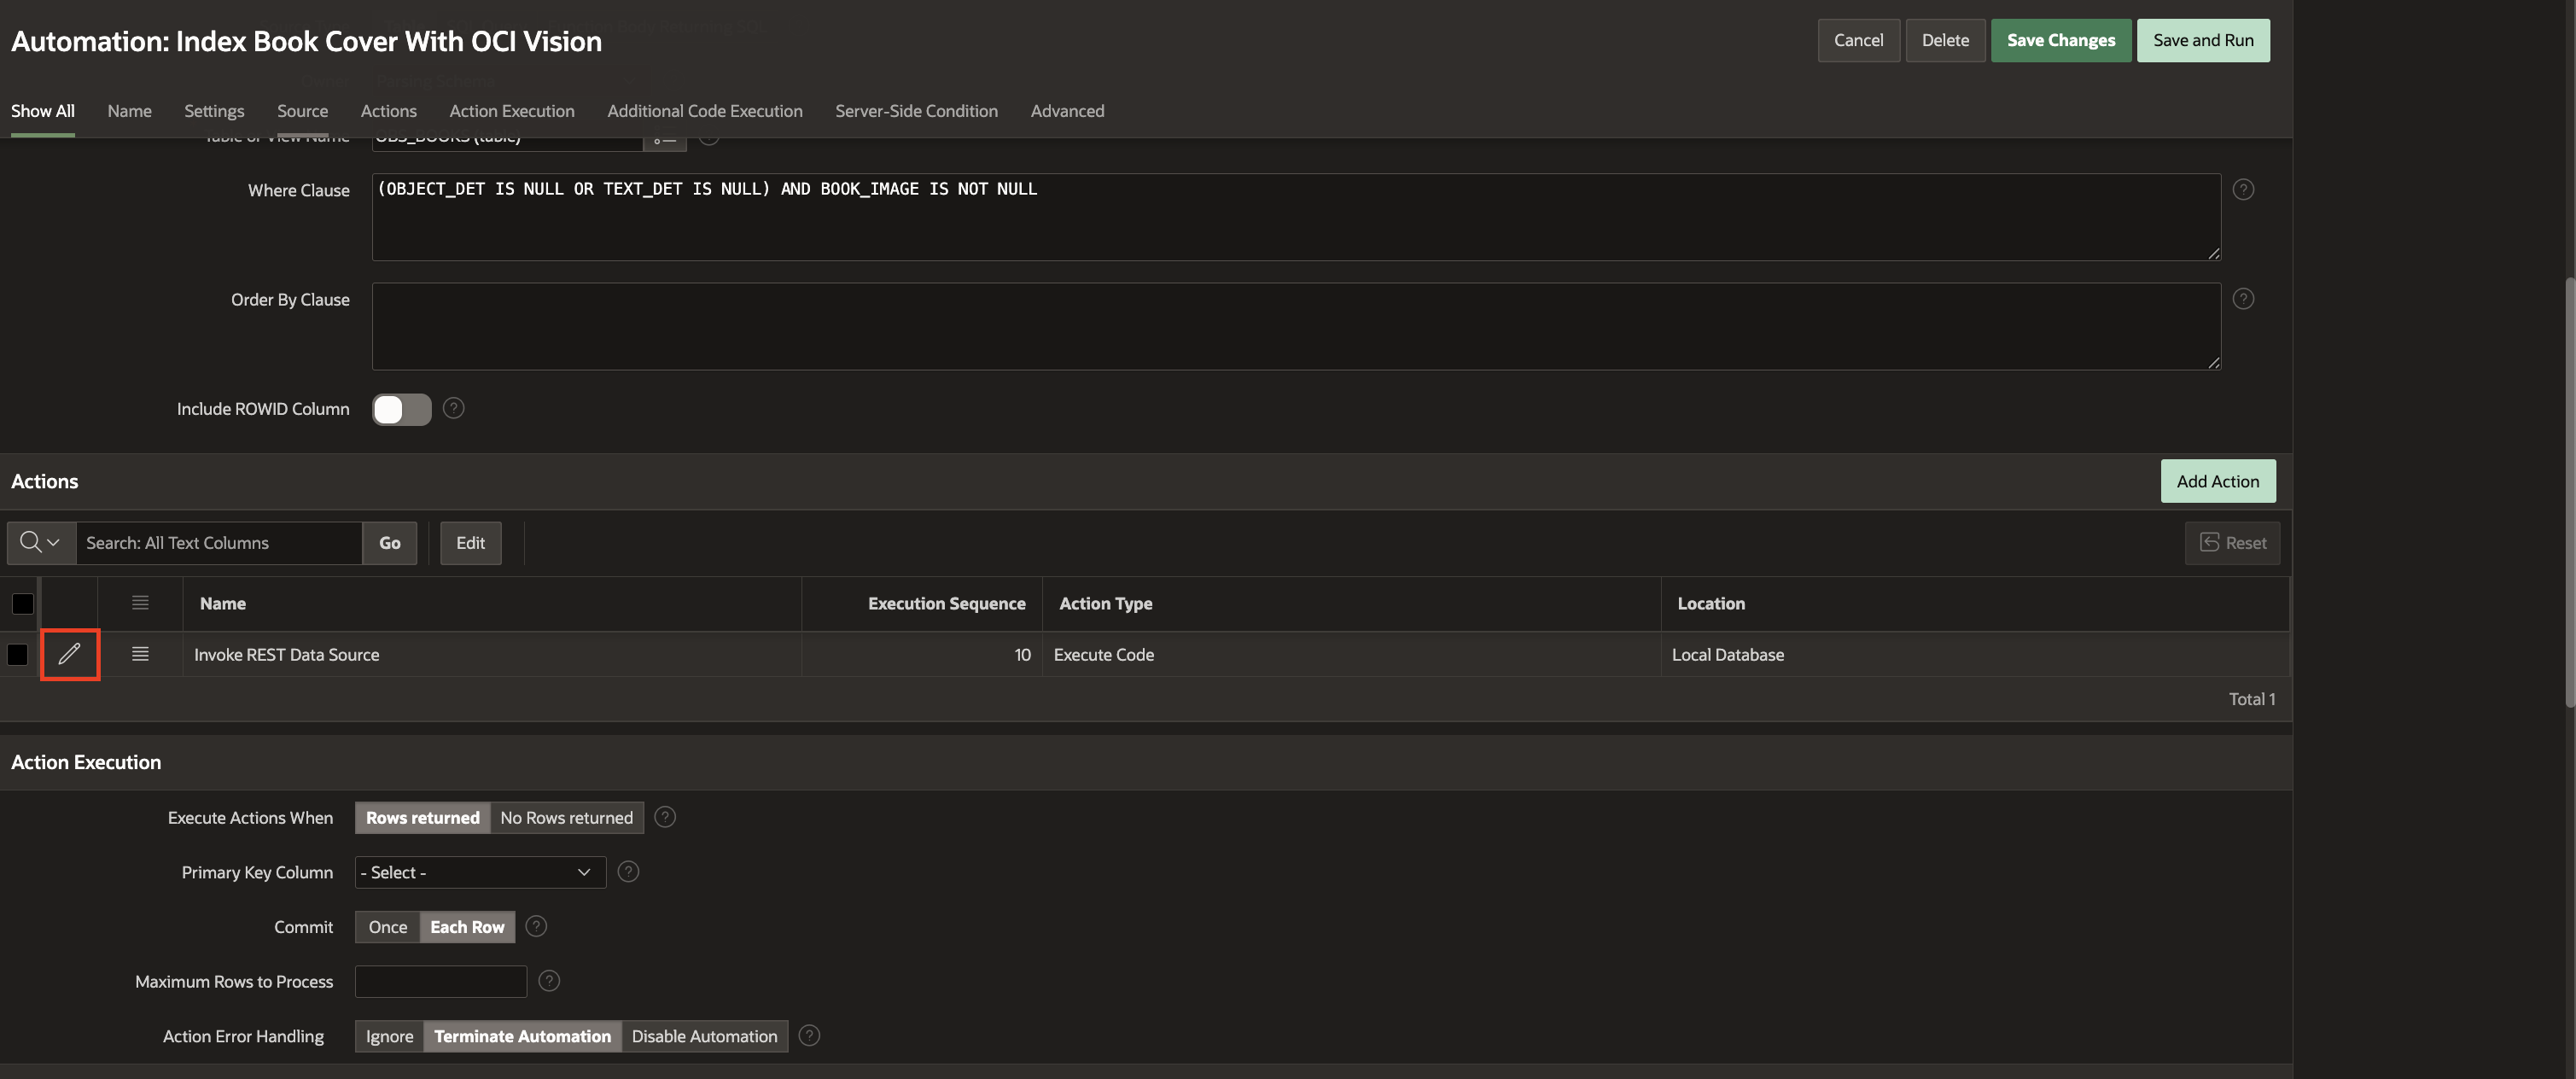 Automation: Index Book Cover With OCI Vision
Cancel
Delete
Save Changes
Save and Run
Show All
Name
Settings
Source
Actions
Action Execution
Additional Code Execution
Server-Side Condition
Advanced
Table or View Name
OBS_BOOKS (table)
Where Clause
(OBJECT_DET IS NULL OR TEXT_DET IS NULL) AND BOOK_IMAGE IS NOT NULL
Order By Clause
Include ROWID Column
Actions
Add Action
Search: All Text Columns
Go
Edit
Reset
Name
Execution Sequence
Action Type
Location
Invoke REST Data Source
10
Execute Code
Local Database
Total 1
Action Execution
Execute Actions When
Rows returned
No Rows returned
Primary Key Column
- Select -
Commit
Once
Each Row
Maximum Rows to Process
Action Error Handling
Ignore
Terminate Automation
Disable Automation